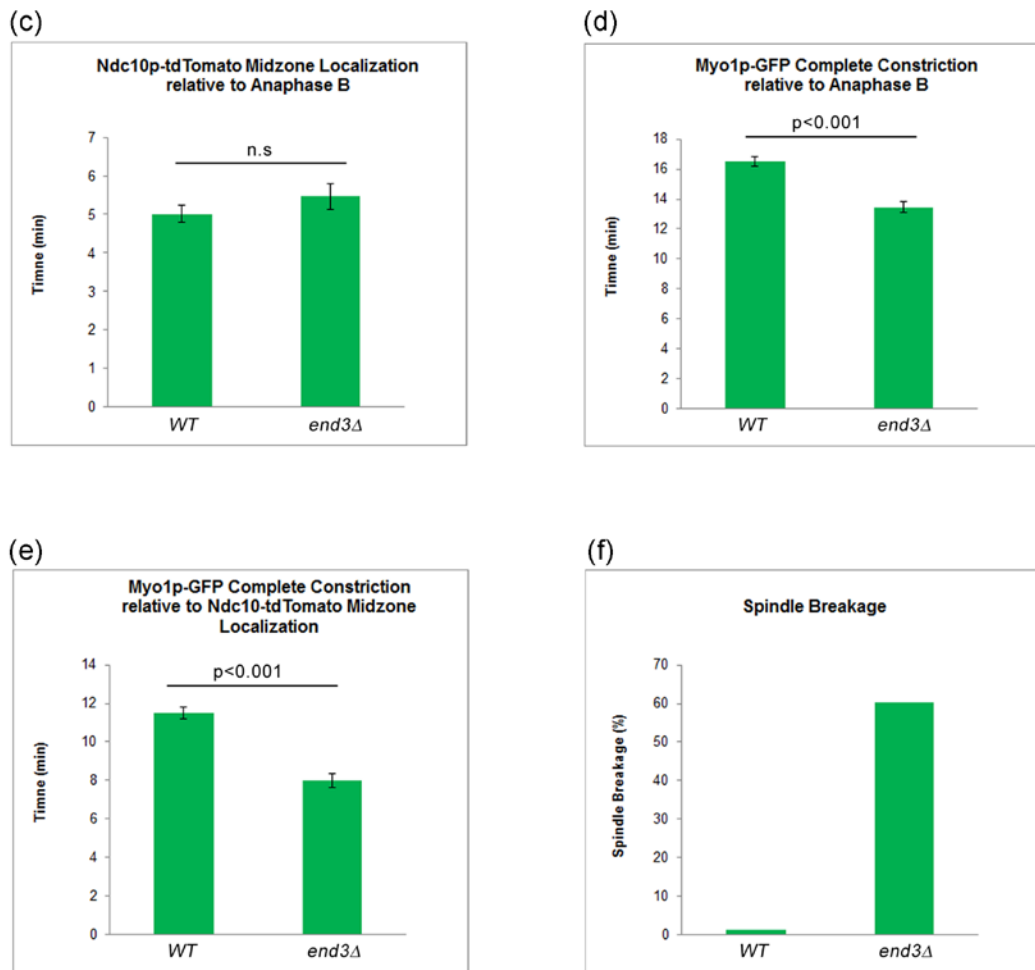 (c)
Ndc10p-tdTomato Midzone Localization
relative to Anaphase B
n.s
7
6
5
4
3
2
1
0
Timne (min)
WT
end3Δ
(d)
Myo1p-GFP Complete Constriction
relative to Anaphase B
p<0.001
18
16
14
12
10
8
6
4
2
0
Timne (min)
WT
end3Δ
(e)
Myo1p-GFP Complete Constriction
relative to Ndc10-tdTomato Midzone
Localization
p<0.001
14
12
10
8
6
4
2
0
Timne (min)
WT
end3Δ
(f)
Spindle Breakage
70
60
50
40
30
20
10
0
Spindle Breakage (%)
WT
end3Δ